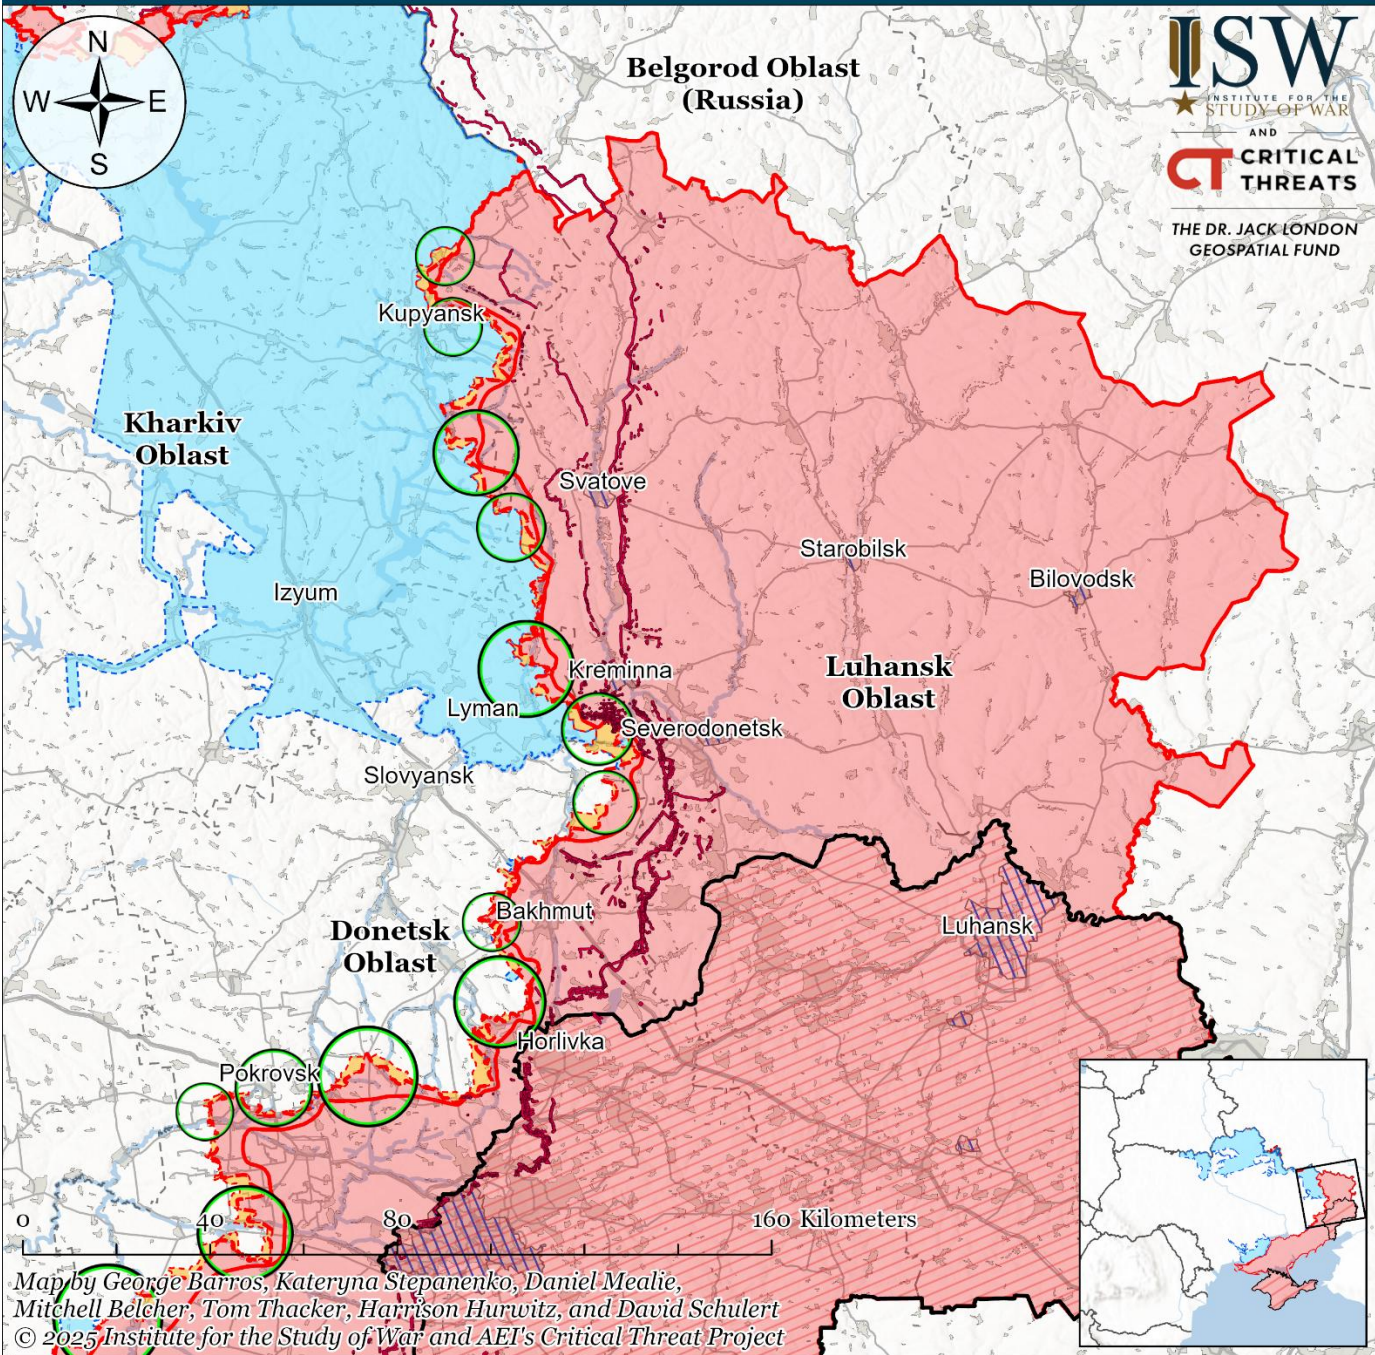 N
W
E
S
Belgorod Oblast
(Russia)
ISW
INSTITUTE FOR THE
STUDY OF WAR
AND
CT CRITICAL
THREATS
THE DR. JACK LONDON
GEOSPATIAL FUND
Kupyansk
Kharkiv
Oblast
Svatove
Starobilsk
Bilovodsk
Izyum
Kreminna
Luhansk
Oblast
Lyman
Severodonetsk
Slovyansk
Bakhmut
Luhansk
Donetsk
Oblast
Horlivka
Pokrovsk
0
40
80
160 Kilometers
Map by George Barros, Kateryna Stepanenko, Daniel Mealie,
Mitchell Belcher, Tom Thacker, Harrison Hurwitz, and David Schulert
© 2025 Institute for the Study of War and AEI's Critical Threat Project